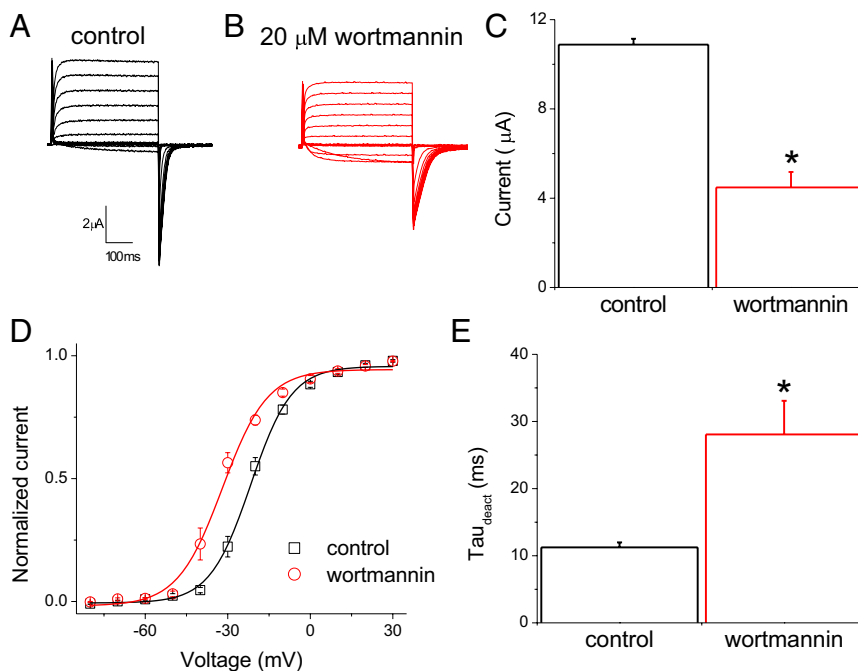 A
control
2µA
100ms
B
20 µM wortmannin
C
Current ( µA)
12
8
4
0
control
wortmannin
*
D
Normalized current
1.0
0.5
0.0
-60
-30
0
30
Voltage (mV)
control
wortmannin
E
Tau deact (ms)
40
30
20
10
0
control
wortmannin
*